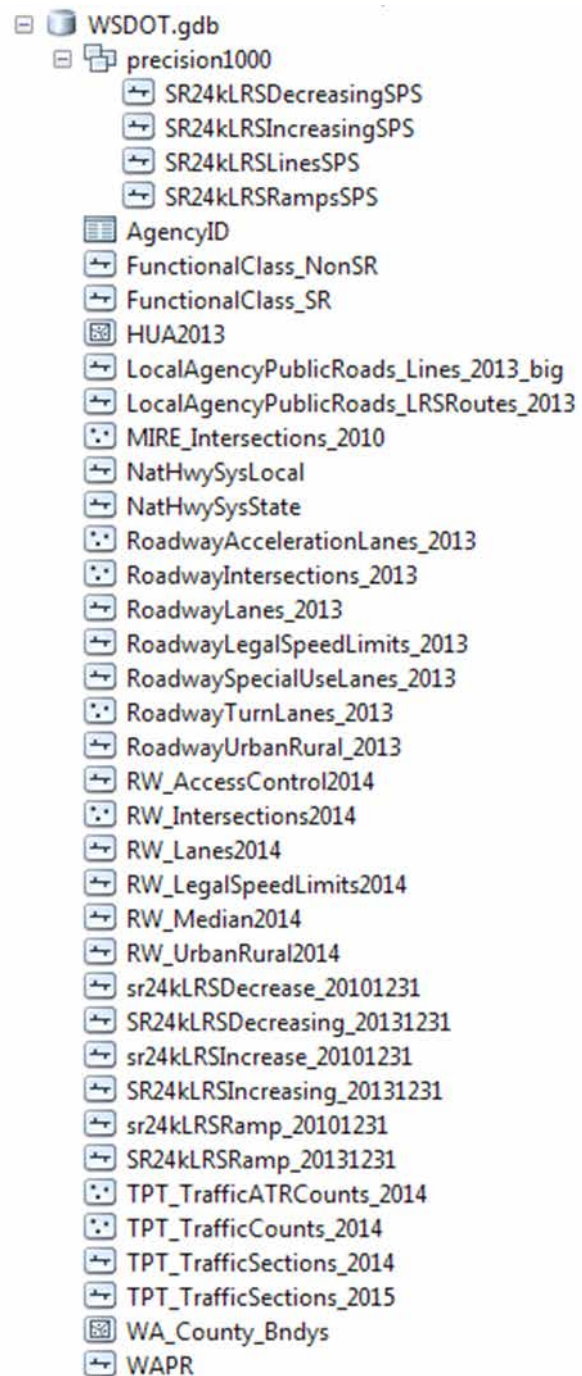 WSDOT.gdb
precision1000
SR24kLRSDecreasingSPS
SR24kLRSIncreasingSPS
SR24kLRSLinesSPS
SR24kLRSRampsSPS
AgencyID
FunctionalClass_NonSR
FunctionalClass_SR
HUA2013
LocalAgencyPublicRoads_Lines_2013_big
LocalAgencyPublicRoads_LRSRoutes_2013
MIRE_Intersections_2010
NatHwySysLocal
NatHwySysState
RoadwayAccelerationLanes_2013
RoadwayIntersections_2013
RoadwayLanes_2013
RoadwayLegalSpeedLimits_2013
RoadwaySpecialUseLanes_2013
RoadwayTurnLanes_2013
RoadwayUrbanRural_2013
RW_AccessControl2014
RW_Intersections2014
RW_Lanes2014
RW_LegalSpeedLimits2014
RW_Median2014
RW_UrbanRural2014
sr24kLRSDecrease_20101231
SR24kLRSDecreasing_20131231
sr24kLRSIncrease_20101231
SR24kLRSIncreasing_20131231
sr24kLRSRamp_20101231
SR24kLRSRamp_20131231
TPT_TrafficATRCounts_2014
TPT_TrafficCounts_2014
TPT_TrafficSections_2014
TPT_TrafficSections_2015
WA_County_Bndys
WAPR